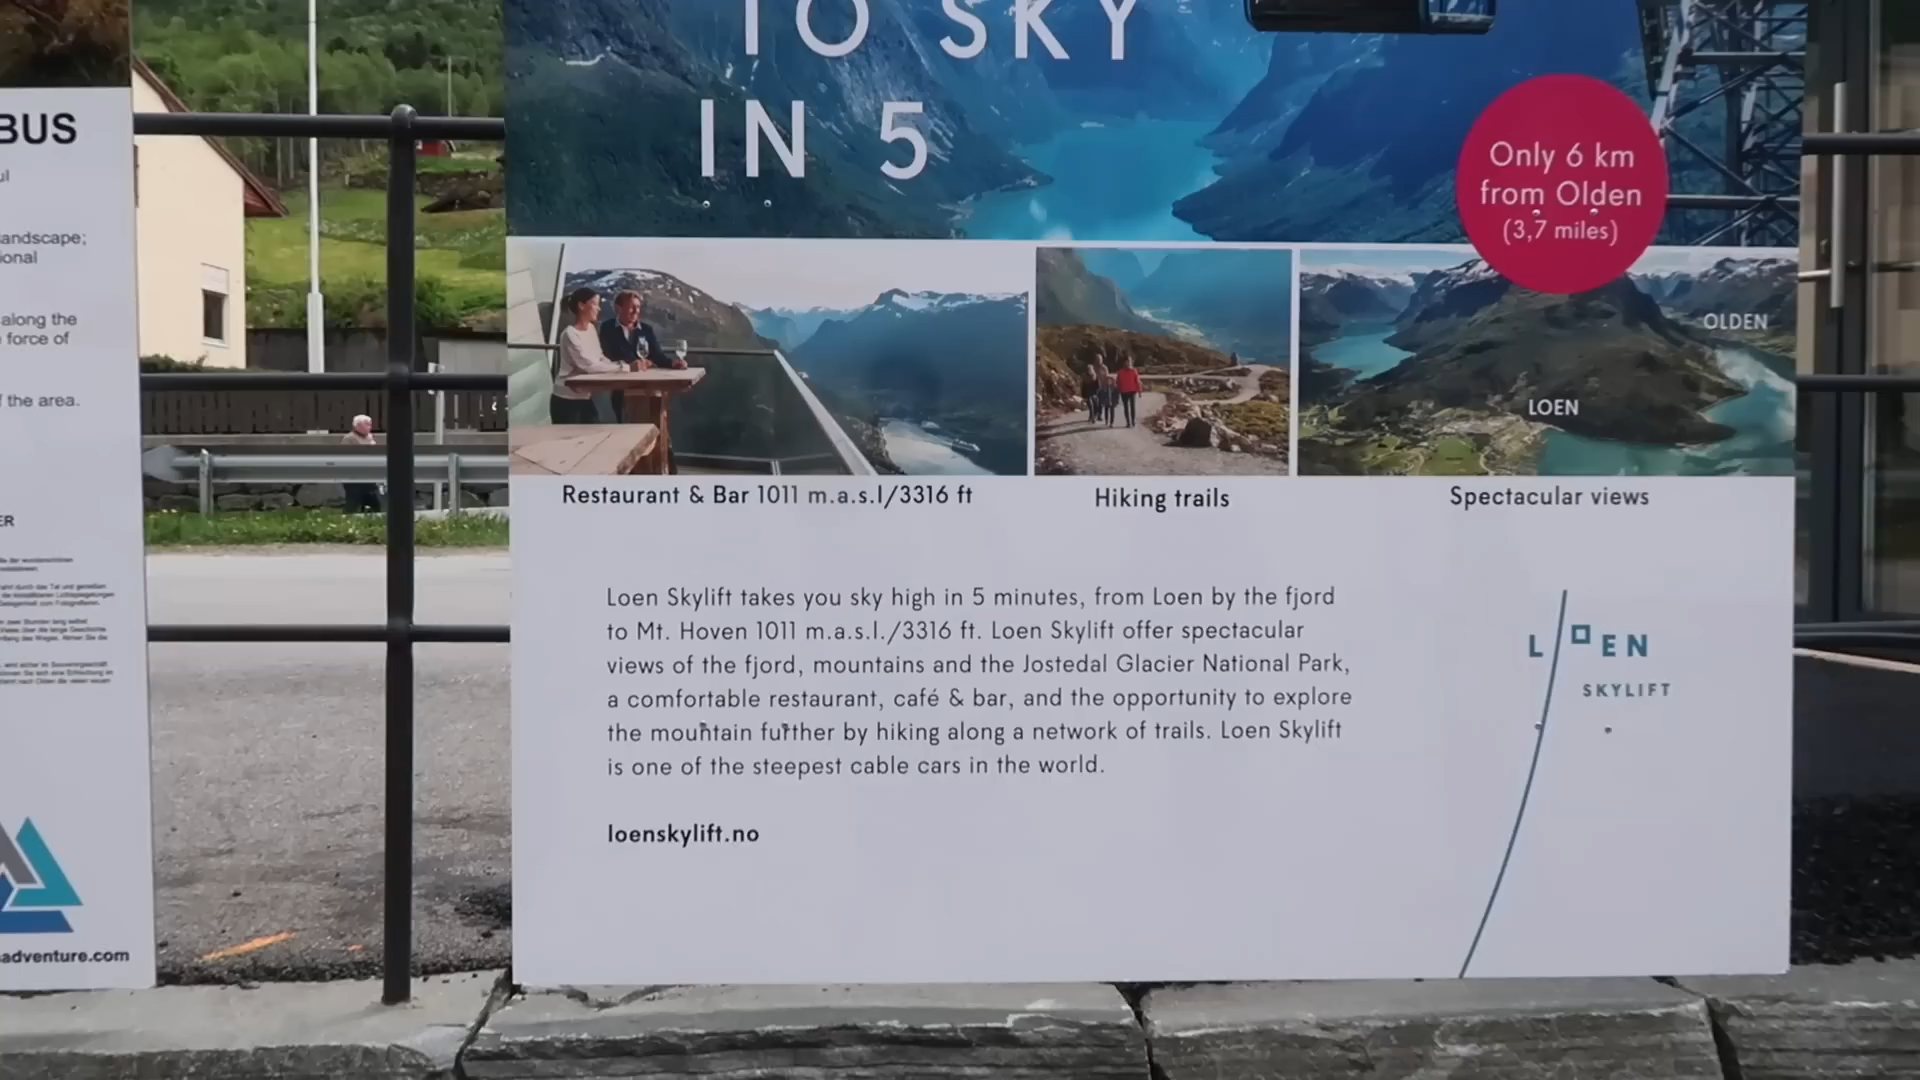 BUS
andscape;
ional
along the
force of
the area.
ER
adventure.com
TO SKY
IN 5
Only 6 km
from Olden
(3,7 miles)
OLDEN
LOEN
Restaurant & Bar 1011 m.a.s.l/3316 ft
Hiking trails
Spectacular views
Loen Skylift takes you sky high in 5 minutes, from Loen by the fjord
to Mt. Hoven 1011 m.a.s.l./3316 ft. Loen Skylift offer spectacular
views of the fjord, mountains and the Jostedal Glacier National Park,
a comfortable restaurant, café & bar, and the opportunity to explore
the mountain further by hiking along a network of trails. Loen Skylift
is one of the steepest cable cars in the world.
loenskylift.no
LOEN
SKYLIFT